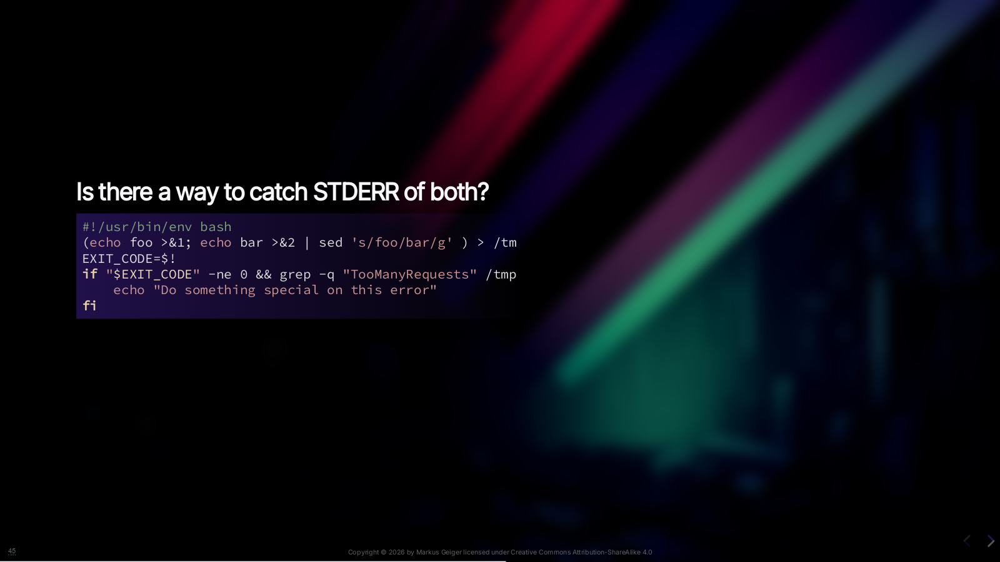 Is there a way to catch STDERR of both?
#!/usr/bin/env bash
(echo foo >&1; echo bar >&2 | sed 's/foo/bar/g' ) > /tm
EXIT_CODE=$!
if "$EXIT_CODE" -ne 0 && grep -q "TooManyRequests" /tmp
    echo "Do something special on this error"
fi
45
Copyright © 2026 by Markus Geiger licensed under Creative Commons Attribution-ShareAlike 4.0